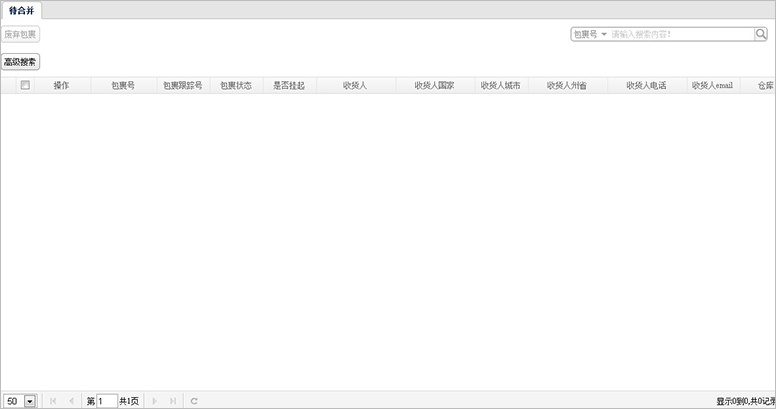 待合并
废弃包裹
包裹号 请输入搜索内容!
高级搜索
操作 包裹号 包裹跟踪号 包裹状态 是否挂起 收货人 收货人国家 收货人城市 收货人州省 收货人电话 收货人email 仓库
50 第 1 共1页 显示0到0,共0记录